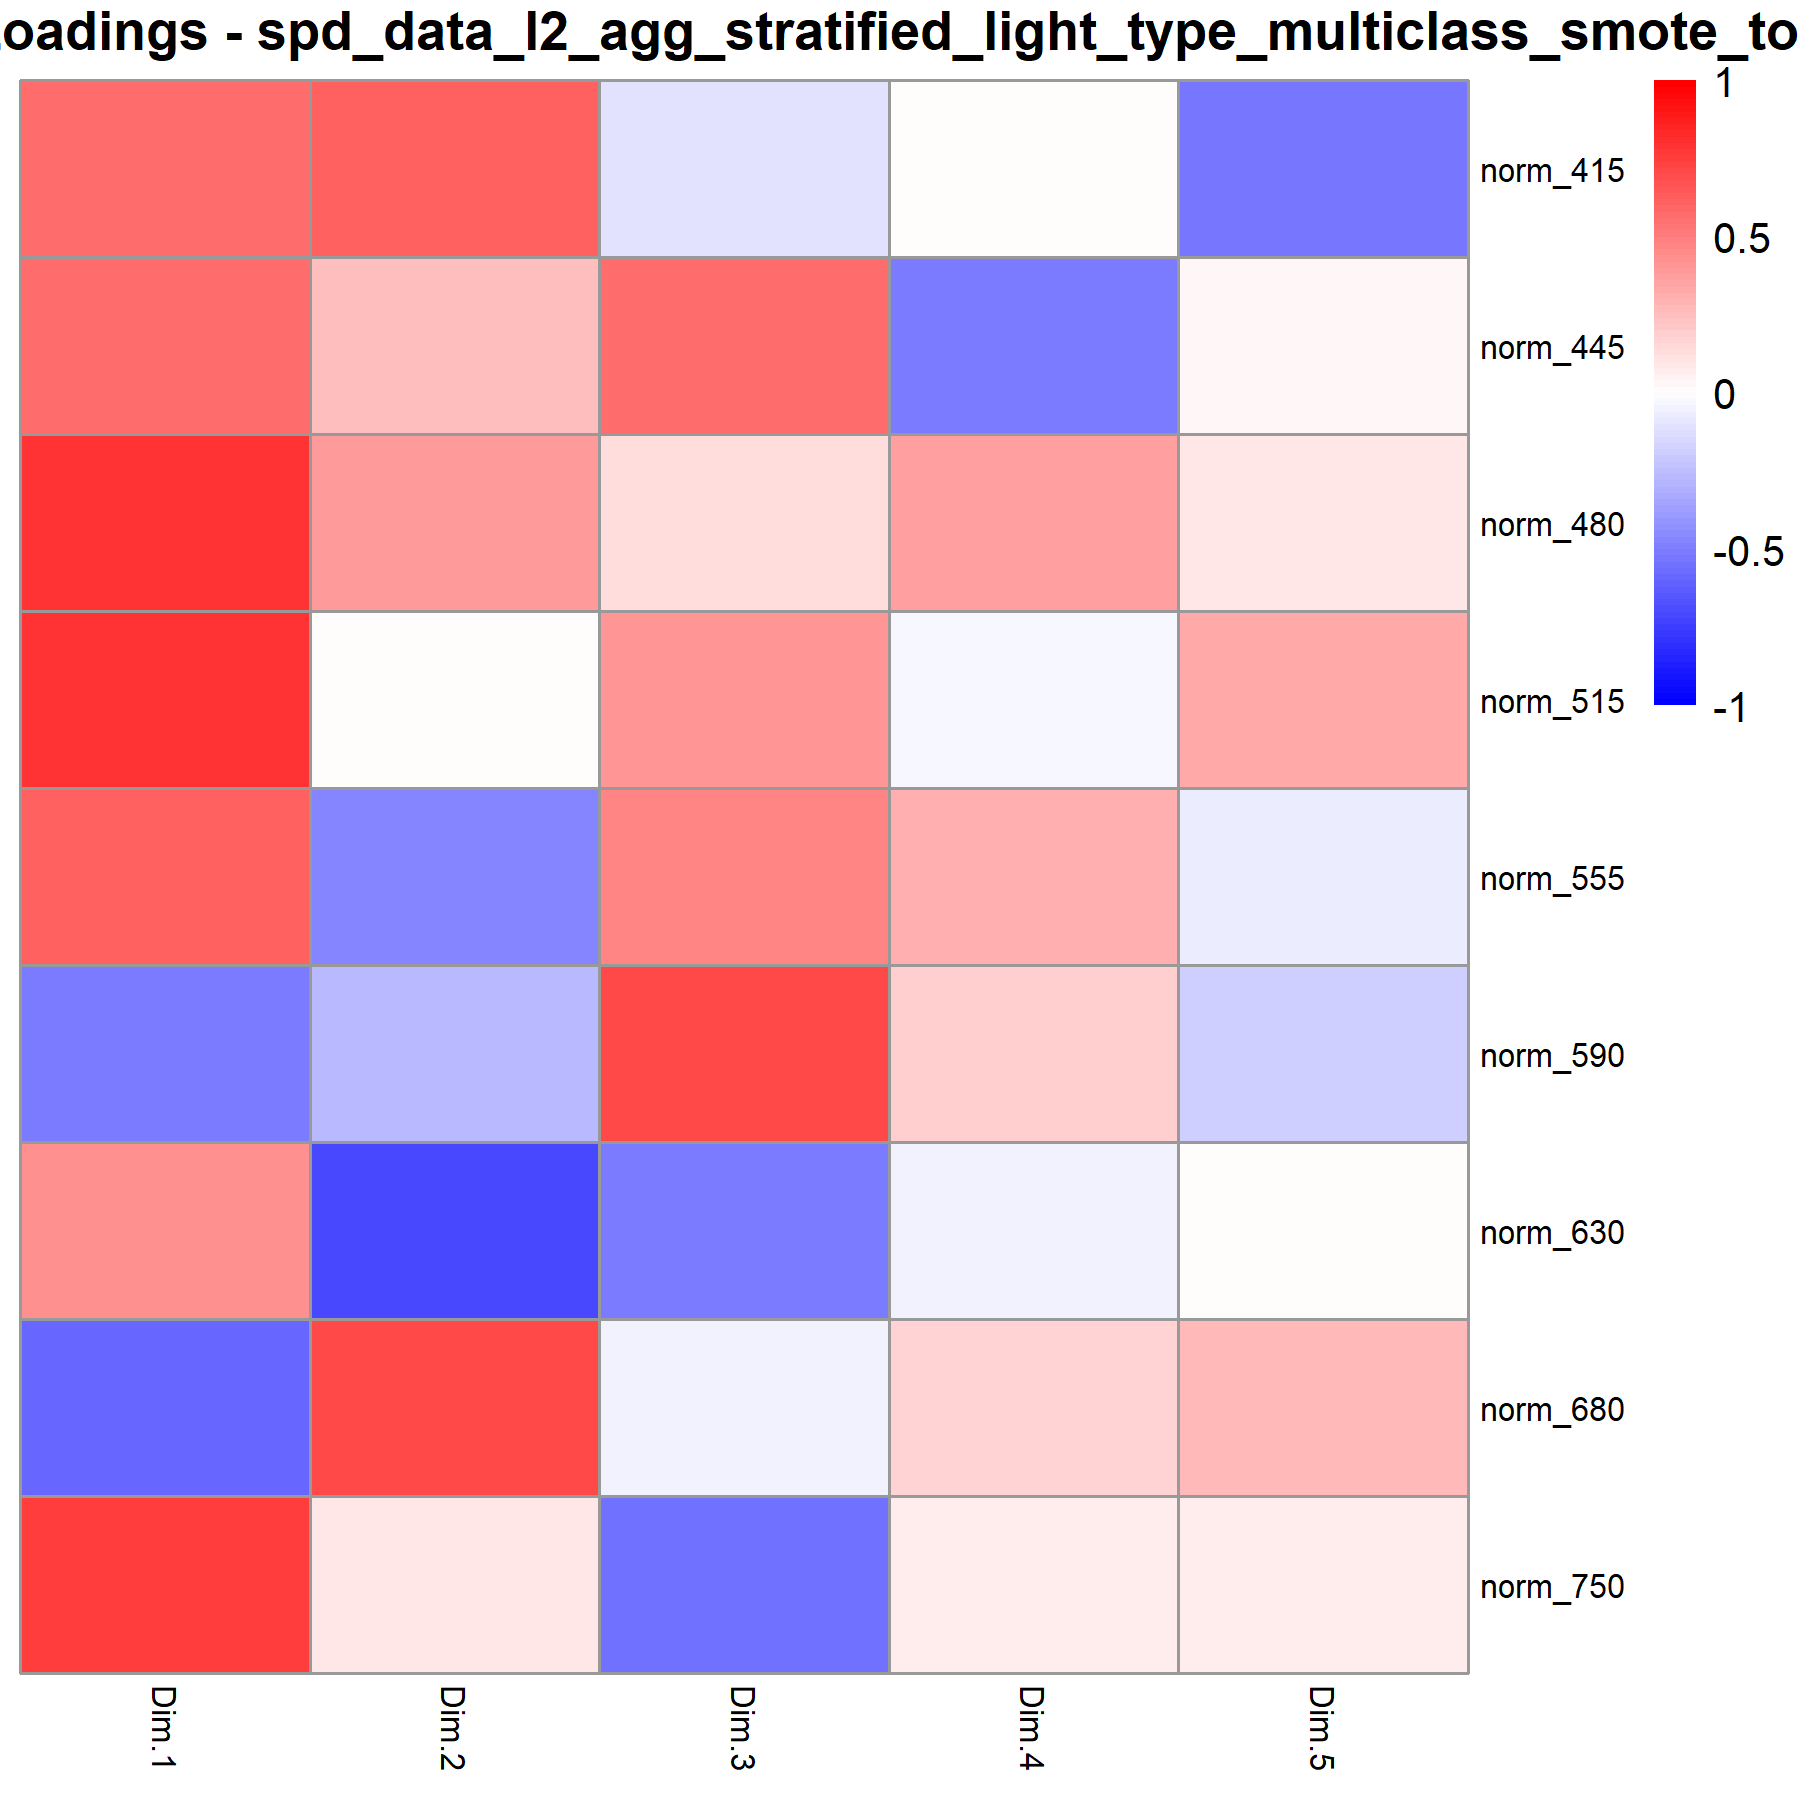 oadings - spd_data_l2_agg_stratified_light_type_multiclass_smote_to
1
norm_415
0.5
norm_445
0
norm_480
-0.5
norm_515
-1
norm_555
norm_590
norm_630
norm_680
norm_750
Dim.1
Dim.2
Dim.3
Dim.4
Dim.5